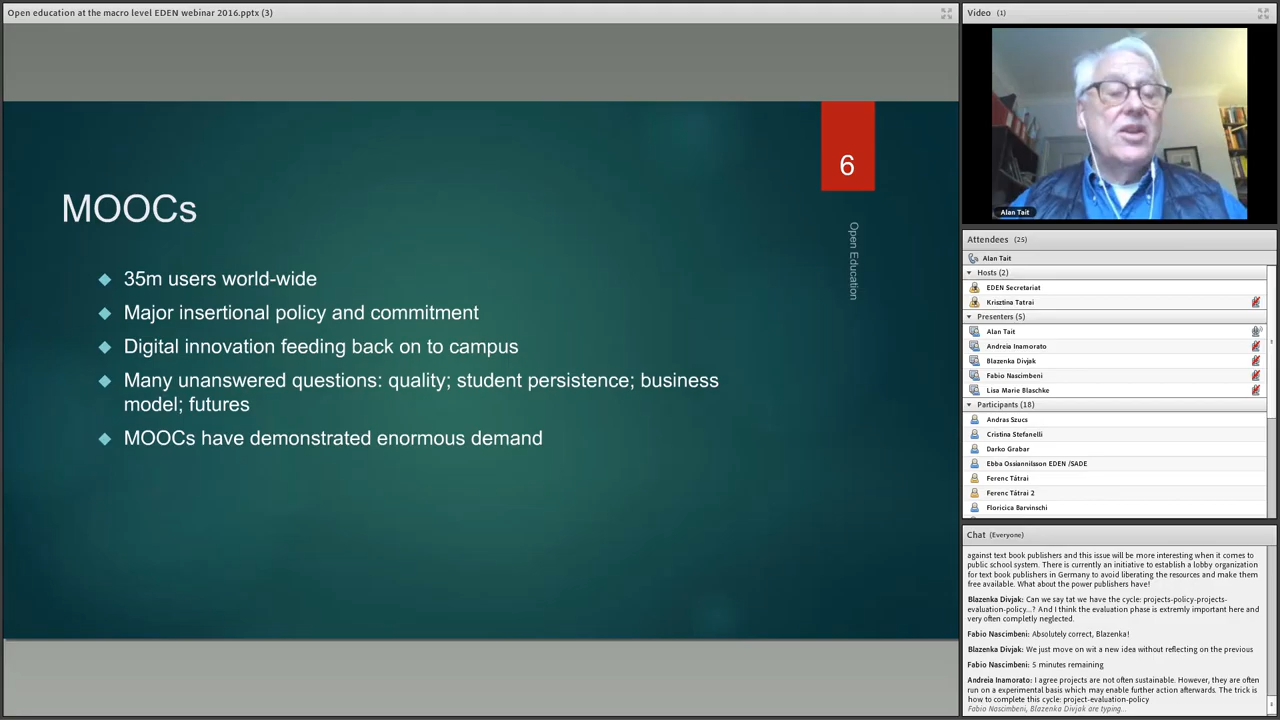 Open education at the macro level EDEN webinar 2016.pptx (3)
6
MOOCs
Open Education
35m users world-wide
Major insertional policy and commitment
Digital innovation feeding back on to campus
Many unanswered questions: quality; student persistence; business
model; futures
MOOCs have demonstrated enormous demand
Video (1)
Alan Tait
Attendees (25)
Alan Tait
Hosts (2)
EDEN Secretariat
Krisztina Tatrai
Presenters (5)
Alan Tait
Andreia Inamorato
Blazenka Divjak
Fabio Nascimbeni
Lisa Marie Blaschke
Participants (18)
Andras Szucs
Cristina Stefanelli
Darko Grabar
Ebba Ossiannilsson EDEN /SADE
Ferenc Tátrai
Ferenc Tátrai 2
Floricica Barvinschi
Chat (Everyone)
against text book publishers and this issue will be more interesting when it comes to
public school system. There is currently an initiative to establish a lobby organization
for text book publishers in Germany to avoid liberating the resources and make them
free available. What about the power publishers have!
Blazenka Divjak: Can we say tat we have the cycle: projects-policy-projects-
evaluation-policy...? And I think the evaluation phase is extremly important here and
very often completly neglected.
Fabio Nascimbeni: Absolutely correct, Blazenka!
Blazenka Divjak: We just move on wit a new idea without reflecting on the previous
Fabio Nascimbeni: 5 minutes remaining
Andreia Inamorato: I agree projects are not often sustainable. However, they are often
run on a experimental basis which may enable further action afterwards. The trick is
how to complete this cycle: project-evaluation-policy
Fabio Nascimbeni, Blazenka Divjak are typing...